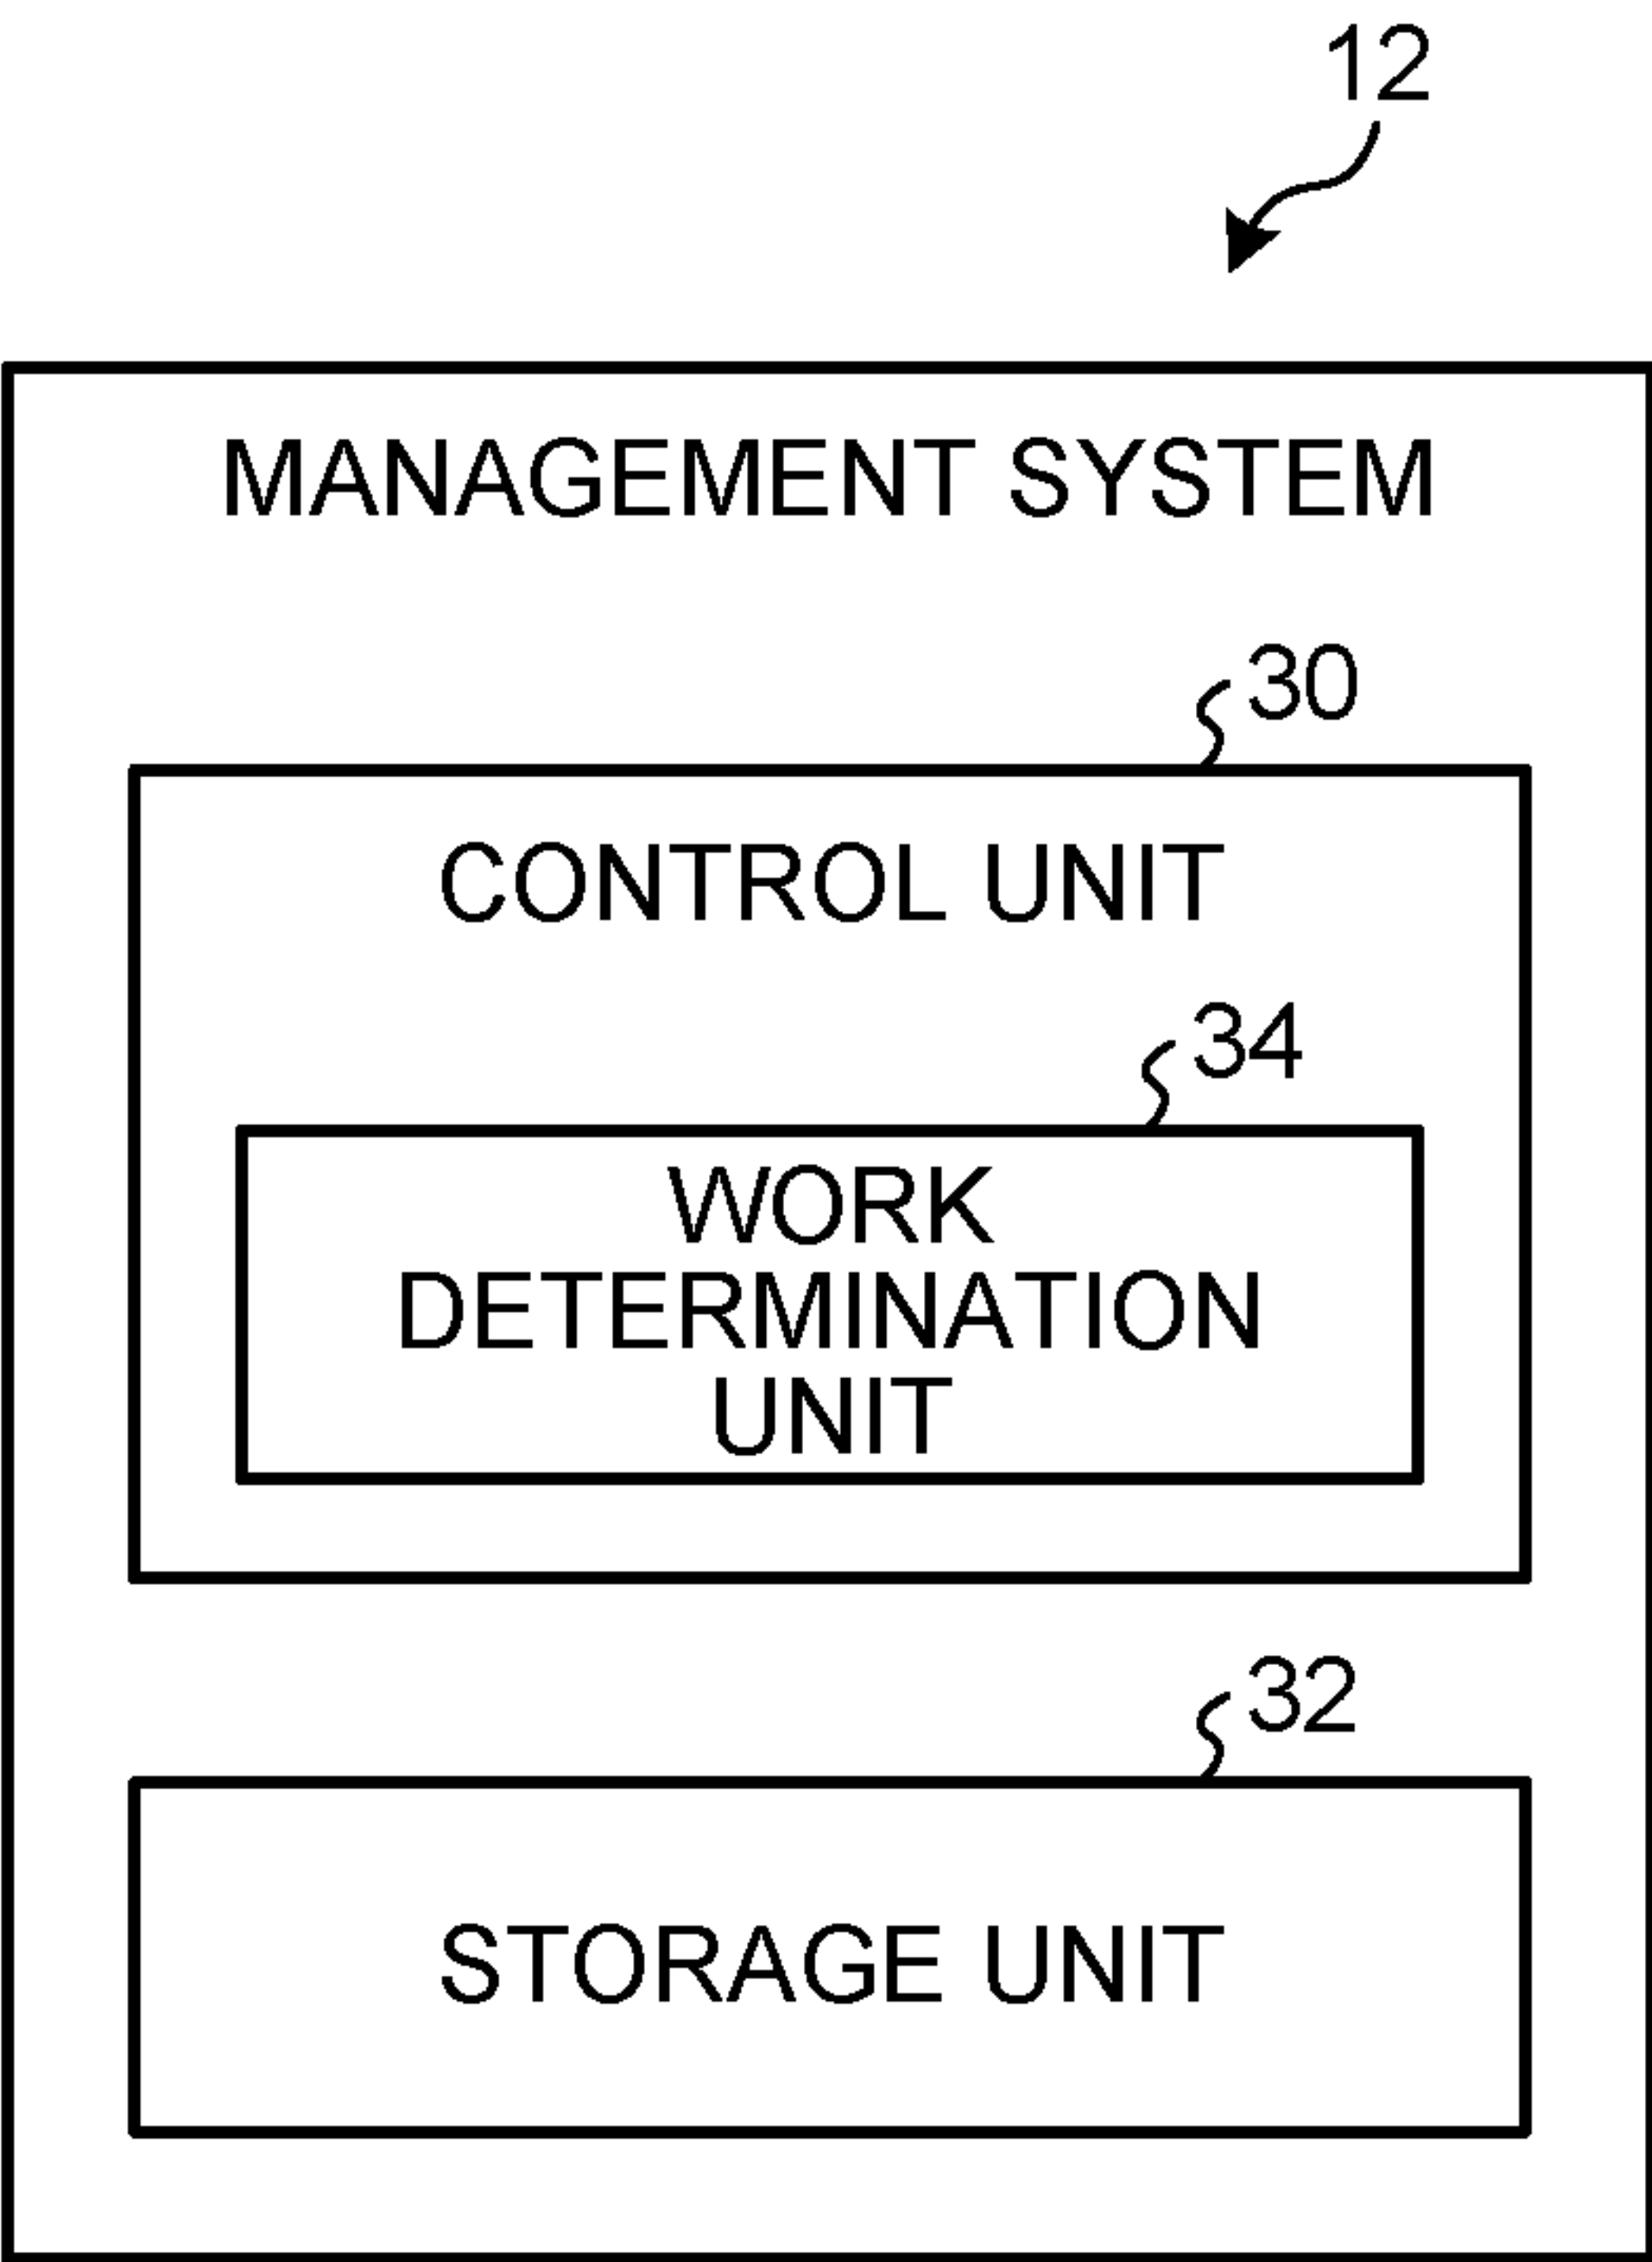 12
MANAGEMENT SYSTEM
30
CONTROL UNIT
34
WORK
DETERMINATION
UNIT
32
STORAGE UNIT